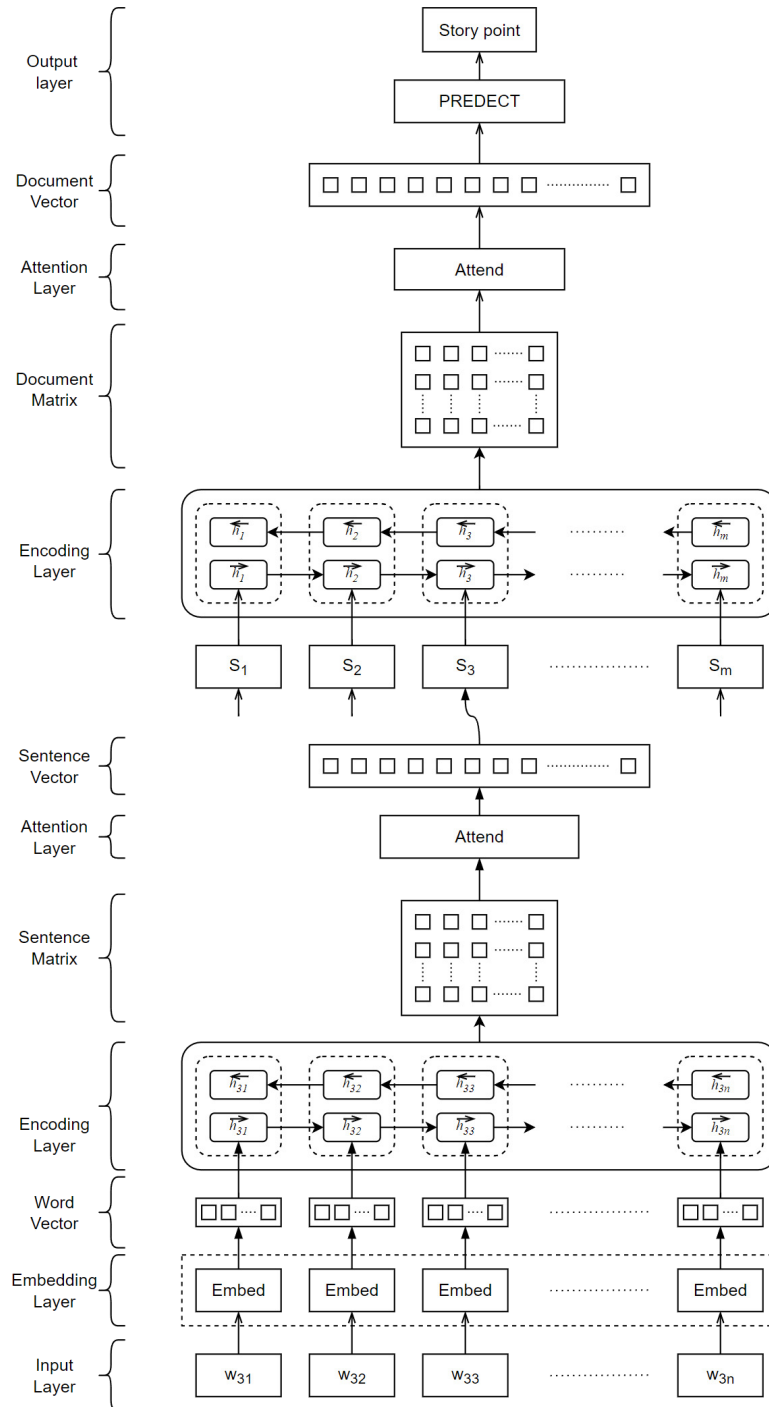 Story point
Output
layer
PREDECT
Document
Vector
Attention
Layer
Attend
Document
Matrix
Encoding
Layer
h1 h2 h3 hm
h1 h2 h3 hm
S1 S2 S3 Sm
Sentence
Vector
Attention
Layer
Attend
Sentence
Matrix
Encoding
Layer
h31 h32 h33 h3n
h31 h32 h33 h3n
Word
Vector
Embedding
Layer
Embed Embed Embed Embed
Input
Layer
w31 w32 w33 w3n